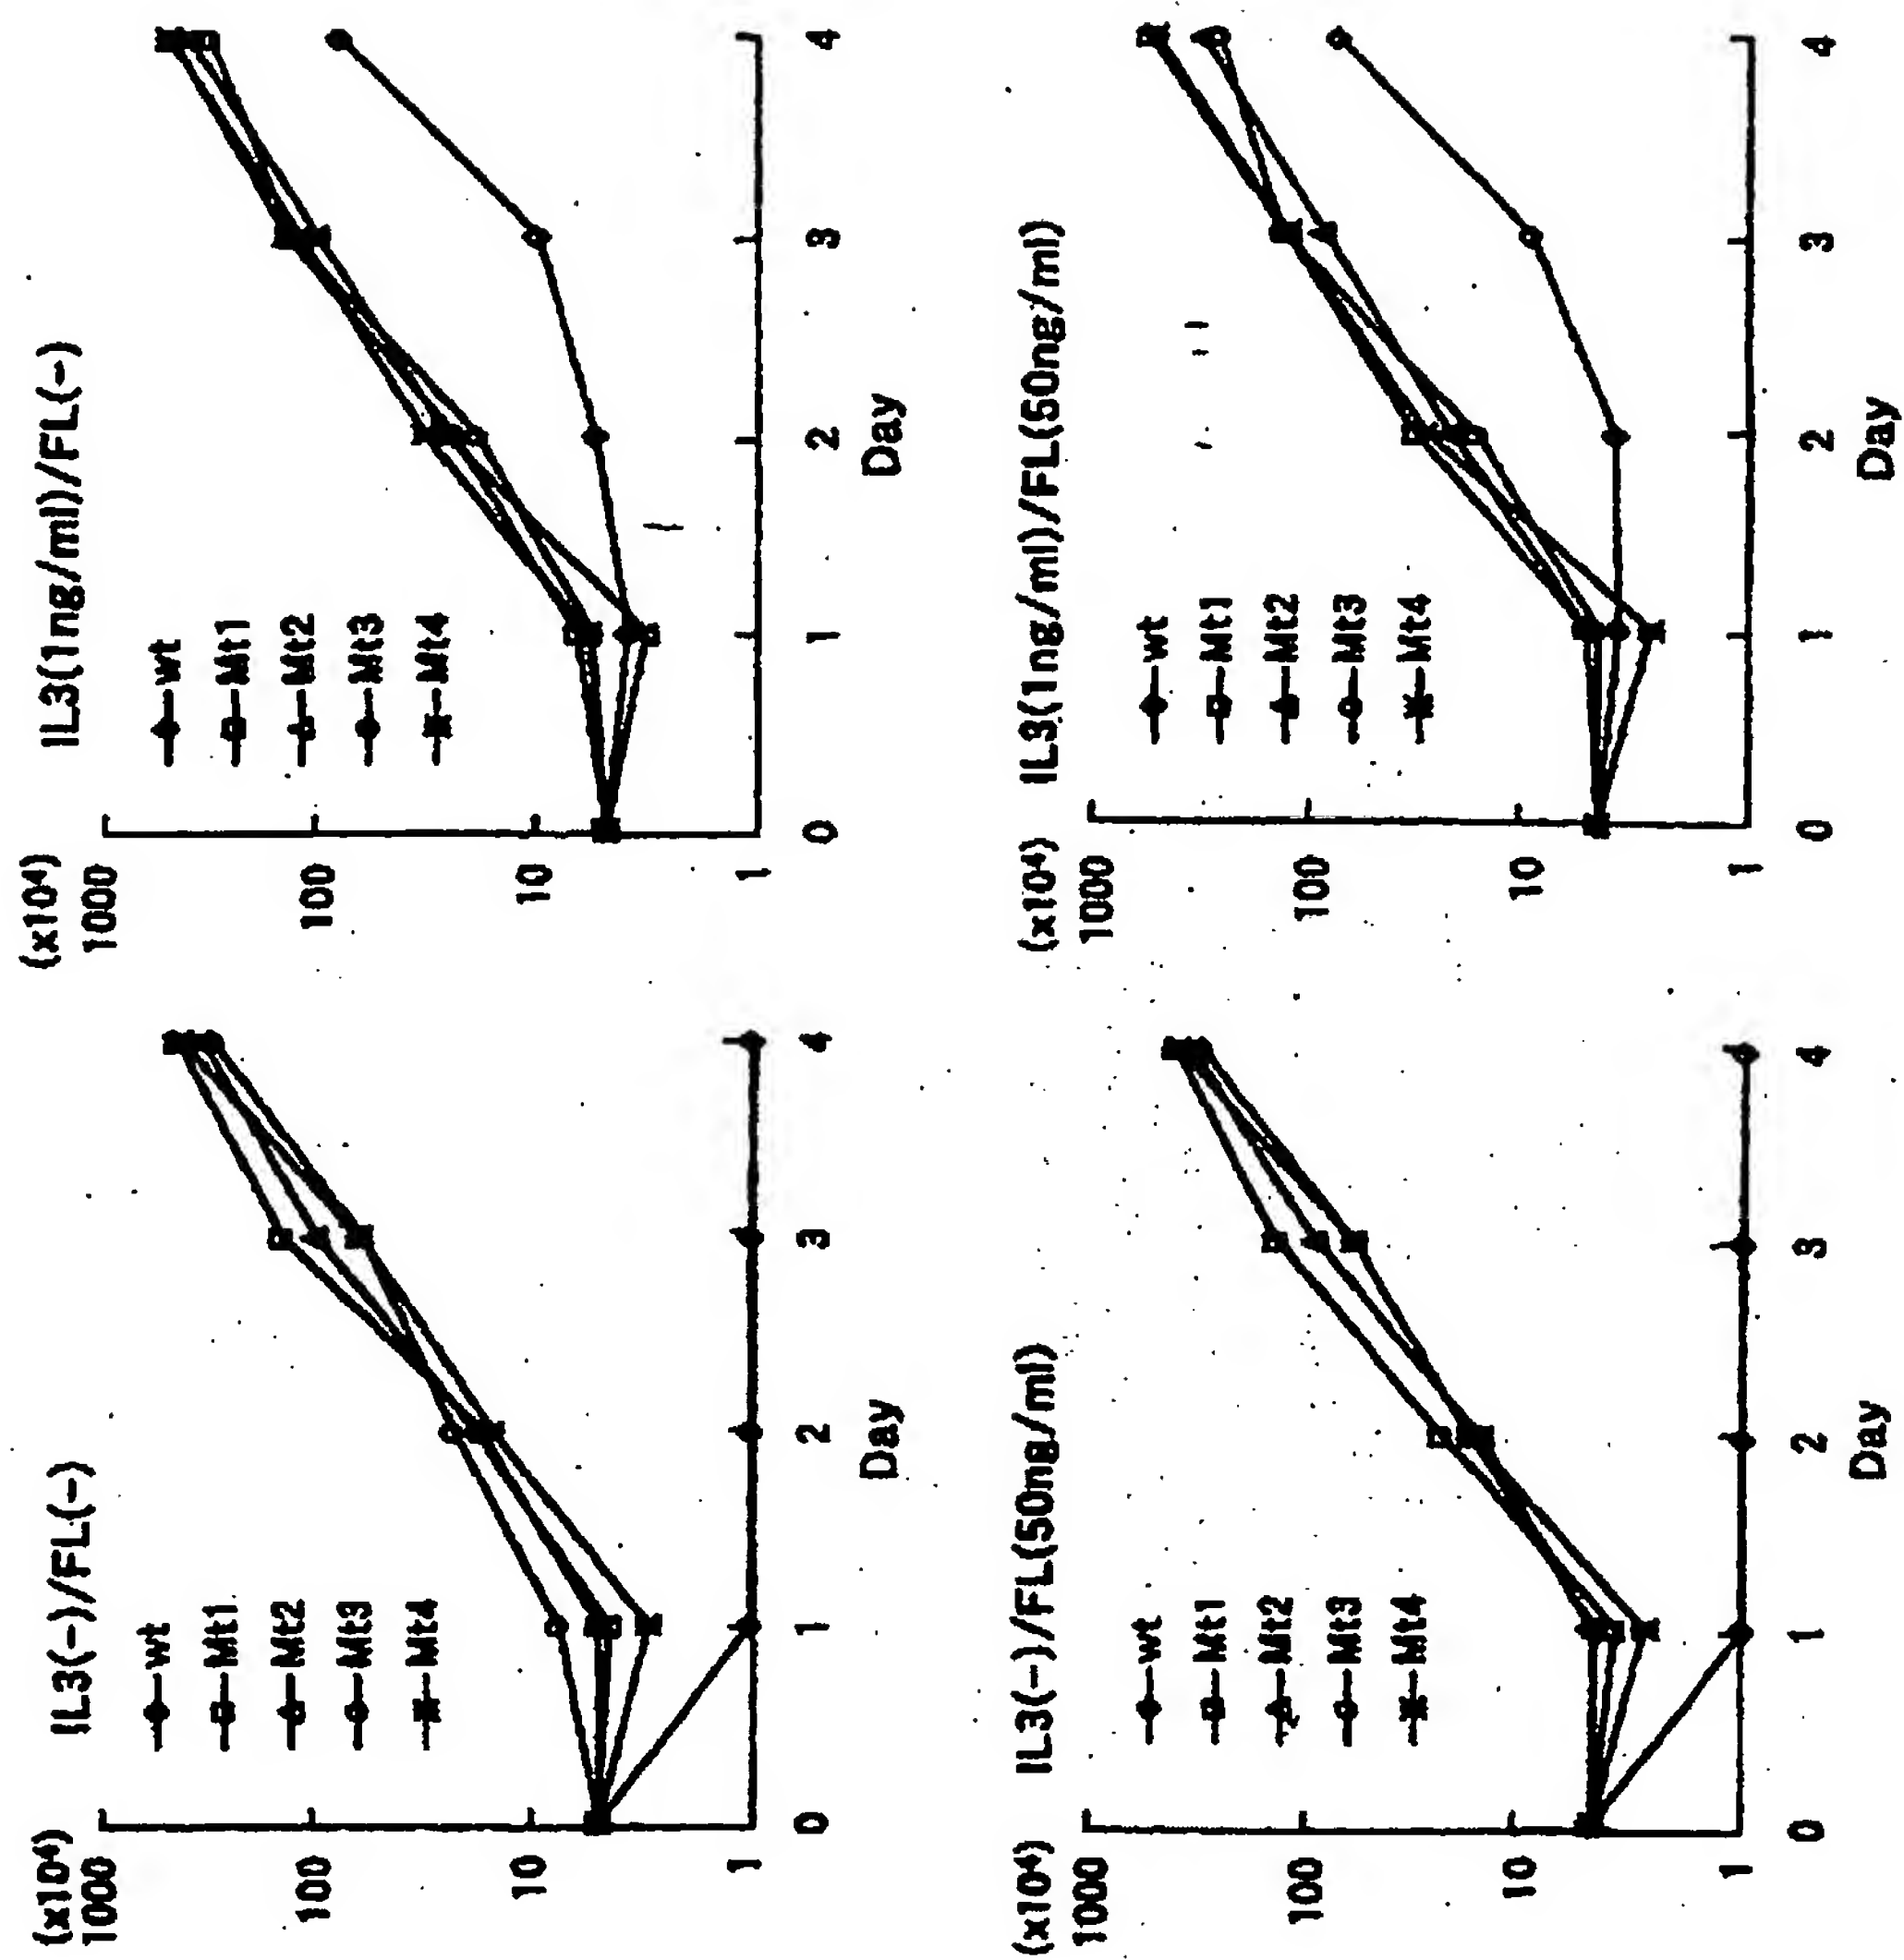 IL3(-)/FL(-)
(x10⁴)
1000
100
10
1
wt
Mt1
Mt2
Mt3
Mt4
0 1 2 3 4
Day
IL3(1ng/ml)/FL(-)
(x10⁴)
1000
100
10
1
wt
Mt1
Mt2
Mt3
Mt4
0 1 2 3 4
Day
IL3(-)/FL(50ng/ml)
(x10⁴)
1000
100
10
1
wt
Mt1
Mt2
Mt3
Mt4
0 1 2 3 4
Day
IL3(1ng/ml)/FL(50ng/ml)
(x10⁴)
1000
100
10
1
wt
Mt1
Mt2
Mt3
Mt4
0 1 2 3 4
Day